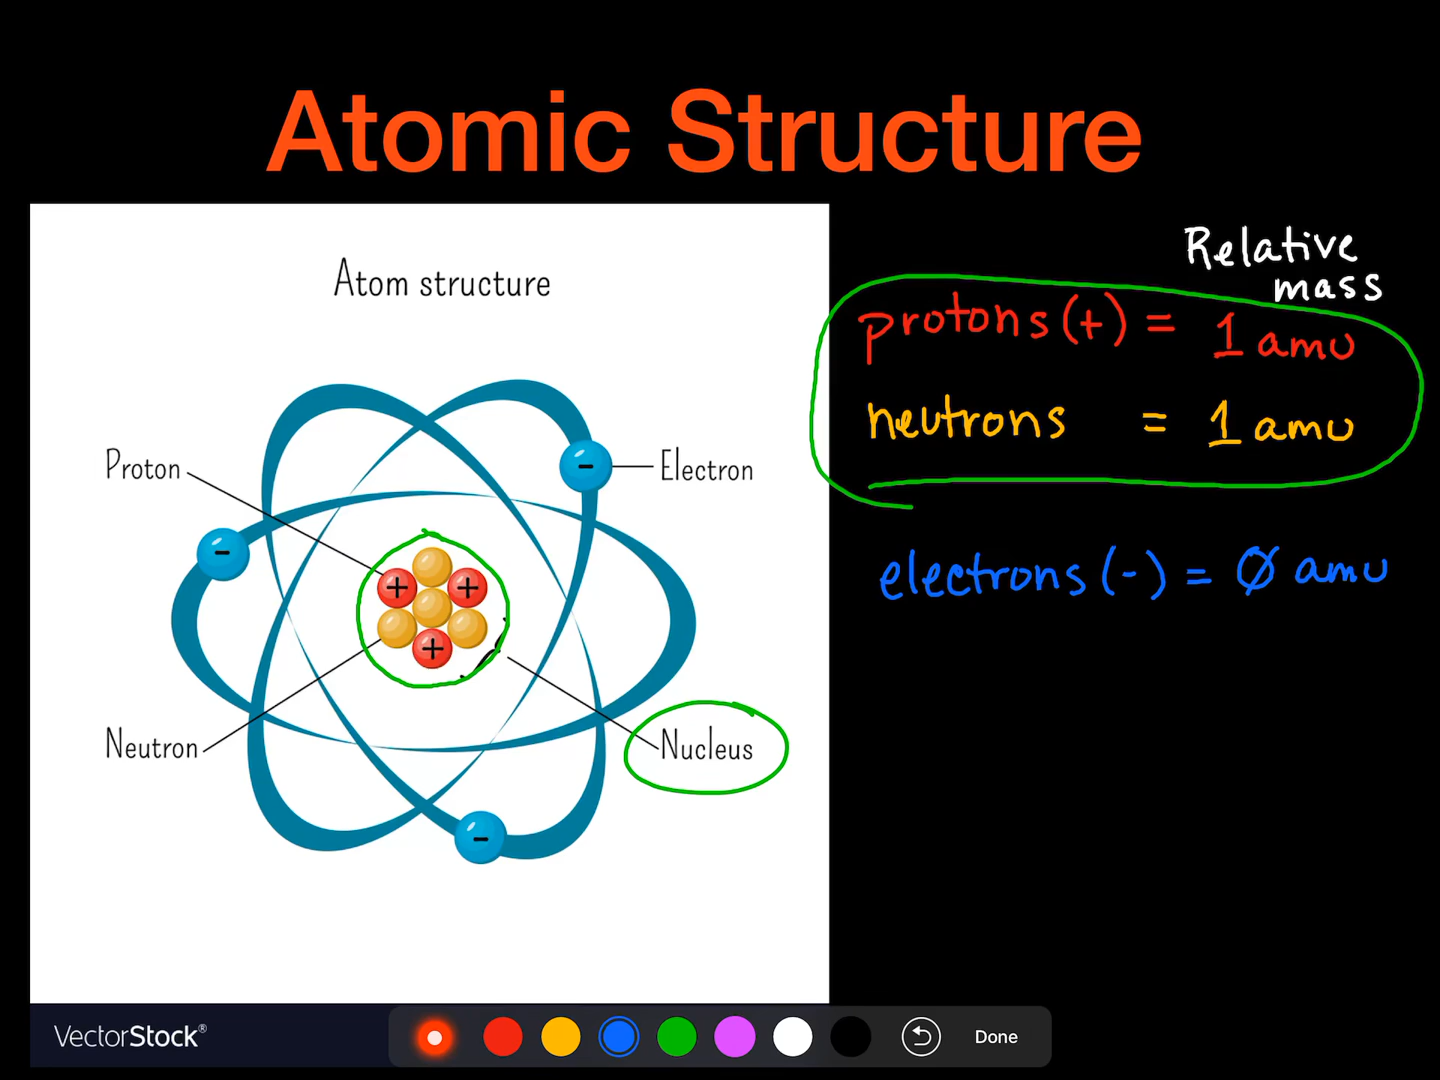 Atomic Structure
Atom structure
Relative
mass
protons (+) = 1 amu
neutrons = 1 amu
Proton
Electron
electrons (-) = 0 amu
Neutron
Nucleus
+ + +
- - -
VectorStock®
Done